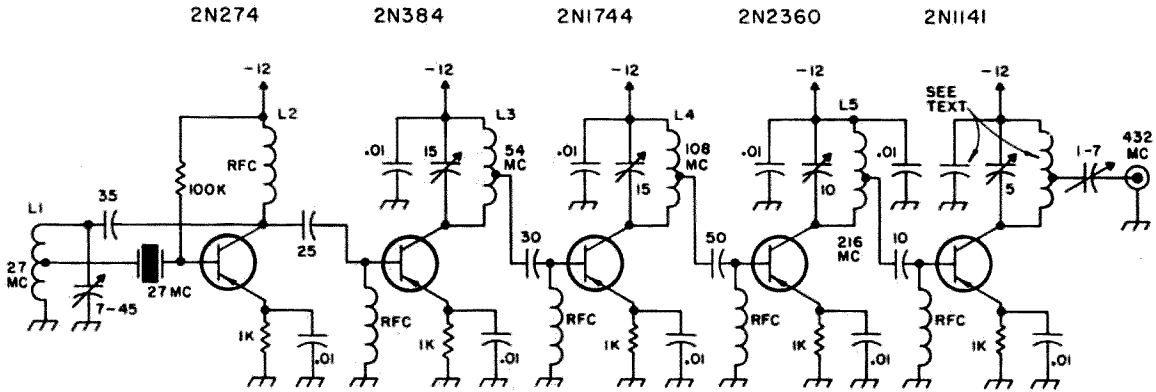 2N274 2N384 2N1744 2N2360 2N1141
-12 -12 -12 -12 -12
L2 L3 L4 L5 SEE TEXT
RFC .01 15 54 MC .01 15 108 MC .01 10 .01 5 1-7 432 MC
100K
L1 35 25 30 50 216 MC 10
27 MC 7-45 27 MC
1K .01 RFC 1K .01 RFC 1K .01 RFC 1K .01 RFC 1K .01